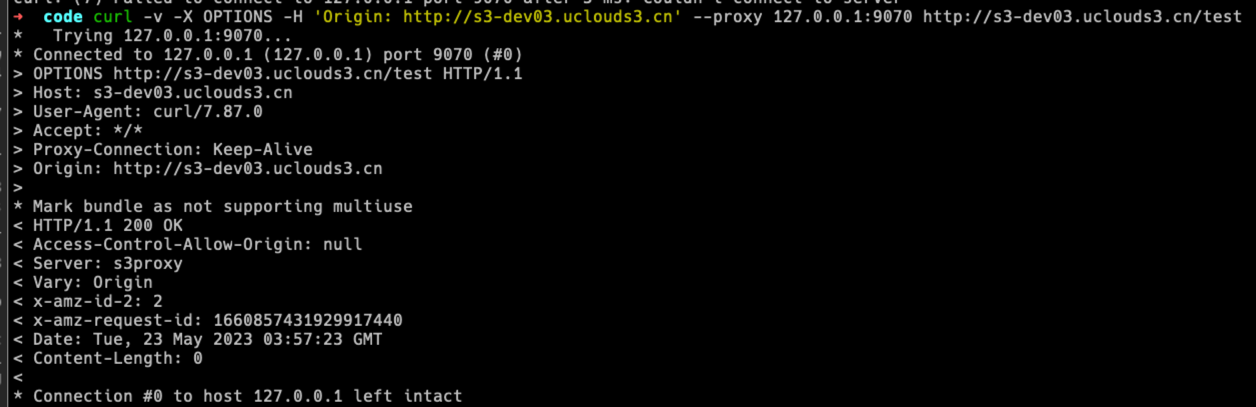 ➜  code curl -v -X OPTIONS -H 'Origin: http://s3-dev03.uclouds3.cn' --proxy 127.0.0.1:9070 http://s3-dev03.uclouds3.cn/test
*   Trying 127.0.0.1:9070...
* Connected to 127.0.0.1 (127.0.0.1) port 9070 (#0)
> OPTIONS http://s3-dev03.uclouds3.cn/test HTTP/1.1
> Host: s3-dev03.uclouds3.cn
> User-Agent: curl/7.87.0
> Accept: */*
> Proxy-Connection: Keep-Alive
> Origin: http://s3-dev03.uclouds3.cn
>
* Mark bundle as not supporting multiuse
< HTTP/1.1 200 OK
< Access-Control-Allow-Origin: null
< Server: s3proxy
< Vary: Origin
< x-amz-id-2: 2
< x-amz-request-id: 1660857431929917440
< Date: Tue, 23 May 2023 03:57:23 GMT
< Content-Length: 0
<
* Connection #0 to host 127.0.0.1 left intact